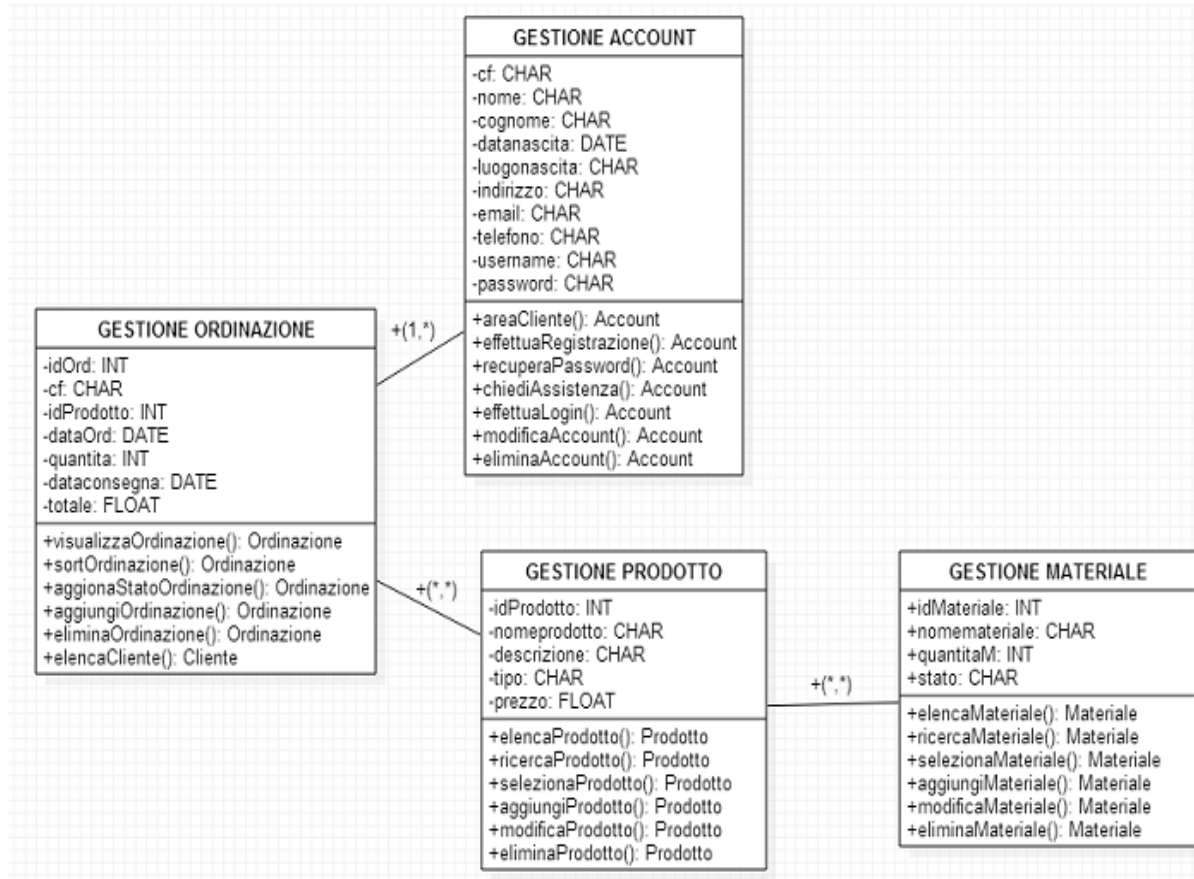 GESTIONE ACCOUNT
-cf: CHAR
-nome: CHAR
-cognome: CHAR
-datanascita: DATE
-luogonascita: CHAR
-indirizzo: CHAR
-email: CHAR
-telefono: CHAR
-username: CHAR
-password: CHAR
+areaCliente(): Account
+effettuaRegistrazione(): Account
+recuperaPassword(): Account
+chiediAssistenza(): Account
+effettuaLogin(): Account
+modificaAccount(): Account
+eliminaAccount(): Account
+(1,*)
GESTIONE ORDINAZIONE
-idOrd: INT
-cf: CHAR
-idProdotto: INT
-dataOrd: DATE
-quantita: INT
-dataconsegna: DATE
-totale: FLOAT
+visualizzaOrdinazione(): Ordinazione
+sortOrdinazione(): Ordinazione
+aggionaStatoOrdinazione(): Ordinazione
+aggiungiOrdinazione(): Ordinazione
+eliminaOrdinazione(): Ordinazione
+elencaCliente(): Cliente
+(*,*)
GESTIONE PRODOTTO
-idProdotto: INT
-nomeprodotto: CHAR
-descrizione: CHAR
-tipo: CHAR
-prezzo: FLOAT
+elencaProdotto(): Prodotto
+ricercaProdotto(): Prodotto
+selezionaProdotto(): Prodotto
+aggiungiProdotto(): Prodotto
+modificaProdotto(): Prodotto
+eliminaProdotto(): Prodotto
+(*,*)
GESTIONE MATERIALE
+idMateriale: INT
+nomemateriale: CHAR
+quantitaM: INT
+stato: CHAR
+elencaMateriale(): Materiale
+ricercaMateriale(): Materiale
+selezionaMateriale(): Materiale
+aggiungiMateriale(): Materiale
+modificaMateriale(): Materiale
+eliminaMateriale(): Materiale